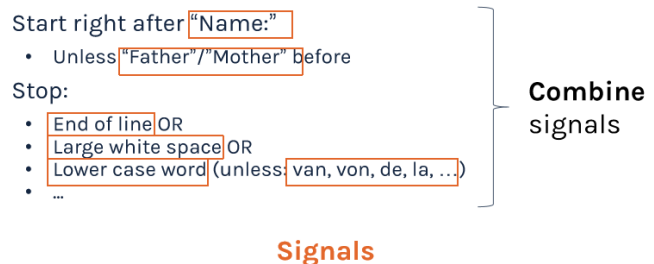 Start right after “Name:”
• Unless “Father”/”Mother” before
Stop:
• End of line OR
• Large white space OR
• Lower case word (unless: van, von, de, la, …)
• …
Combine
signals
Signals